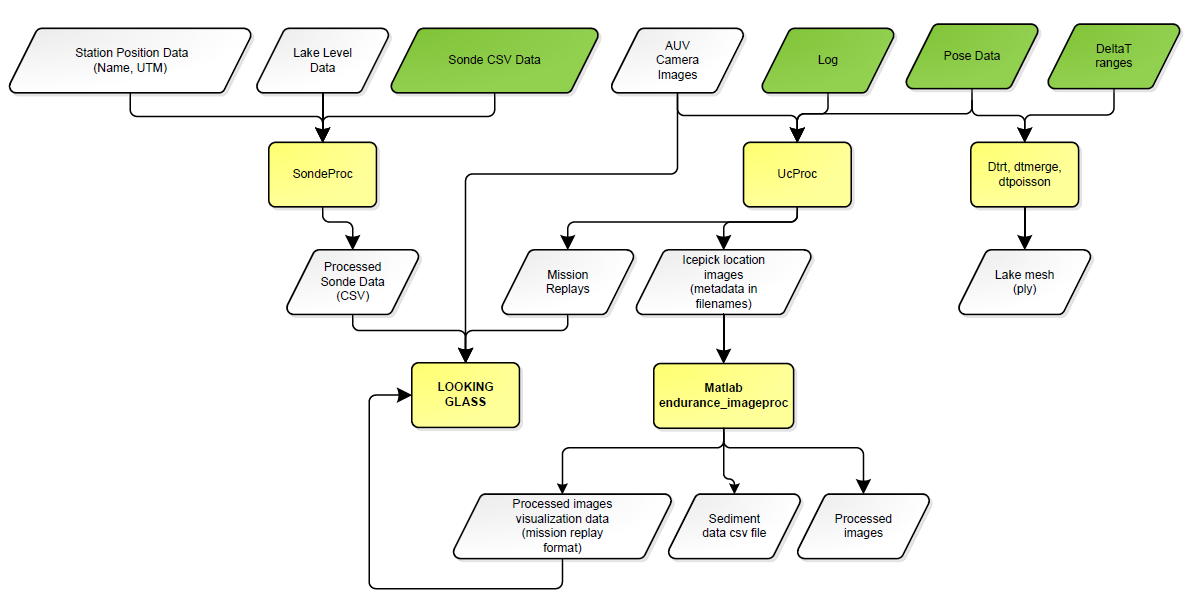 Station Position Data
(Name, UTM)
Lake Level
Data
Sonde CSV Data
AUV
Camera
Images
Log
Pose Data
DeltaT
ranges
SondeProc
UcProc
Dtrt, dtmerge,
dtpoisson
Processed
Sonde Data
(CSV)
Mission
Replays
Icepick location
images
(metadata in
filenames)
Lake mesh
(ply)
LOOKING
GLASS
Matlab
endurance_imageproc
Processed images
visualization data
(mission replay
format)
Sediment
data csv file
Processed
images